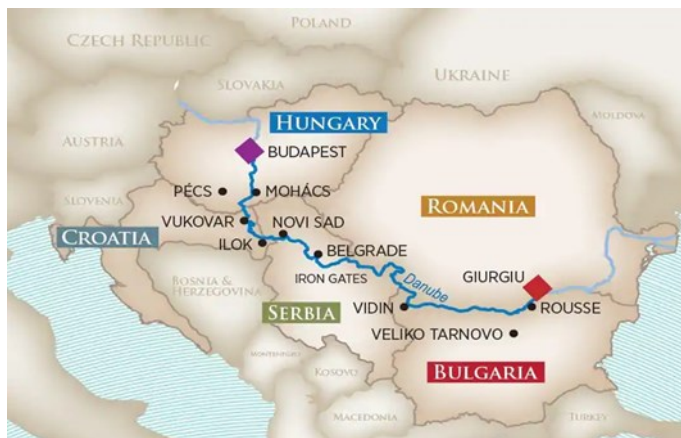 POLAND
CZECH REPUBLIC
UKRAINE
SLOVAKIA
MOLDOVA
HUNGARY
AUSTRIA
BUDAPEST
PÉCS
MOHÁCS
SLOVENIA
ROMANIA
VUKOVAR
NOVI SAD
CROATIA
ILOK
BELGRADE
BOSNIA &
HERZEGOVINA
IRON GATES
Danube
GIURGIU
SERBIA
VIDIN
ROUSSE
VELIKO TARNOVO
MONTENEGRO
KOSOVO
BULGARIA
MACEDONIA
TURKEY